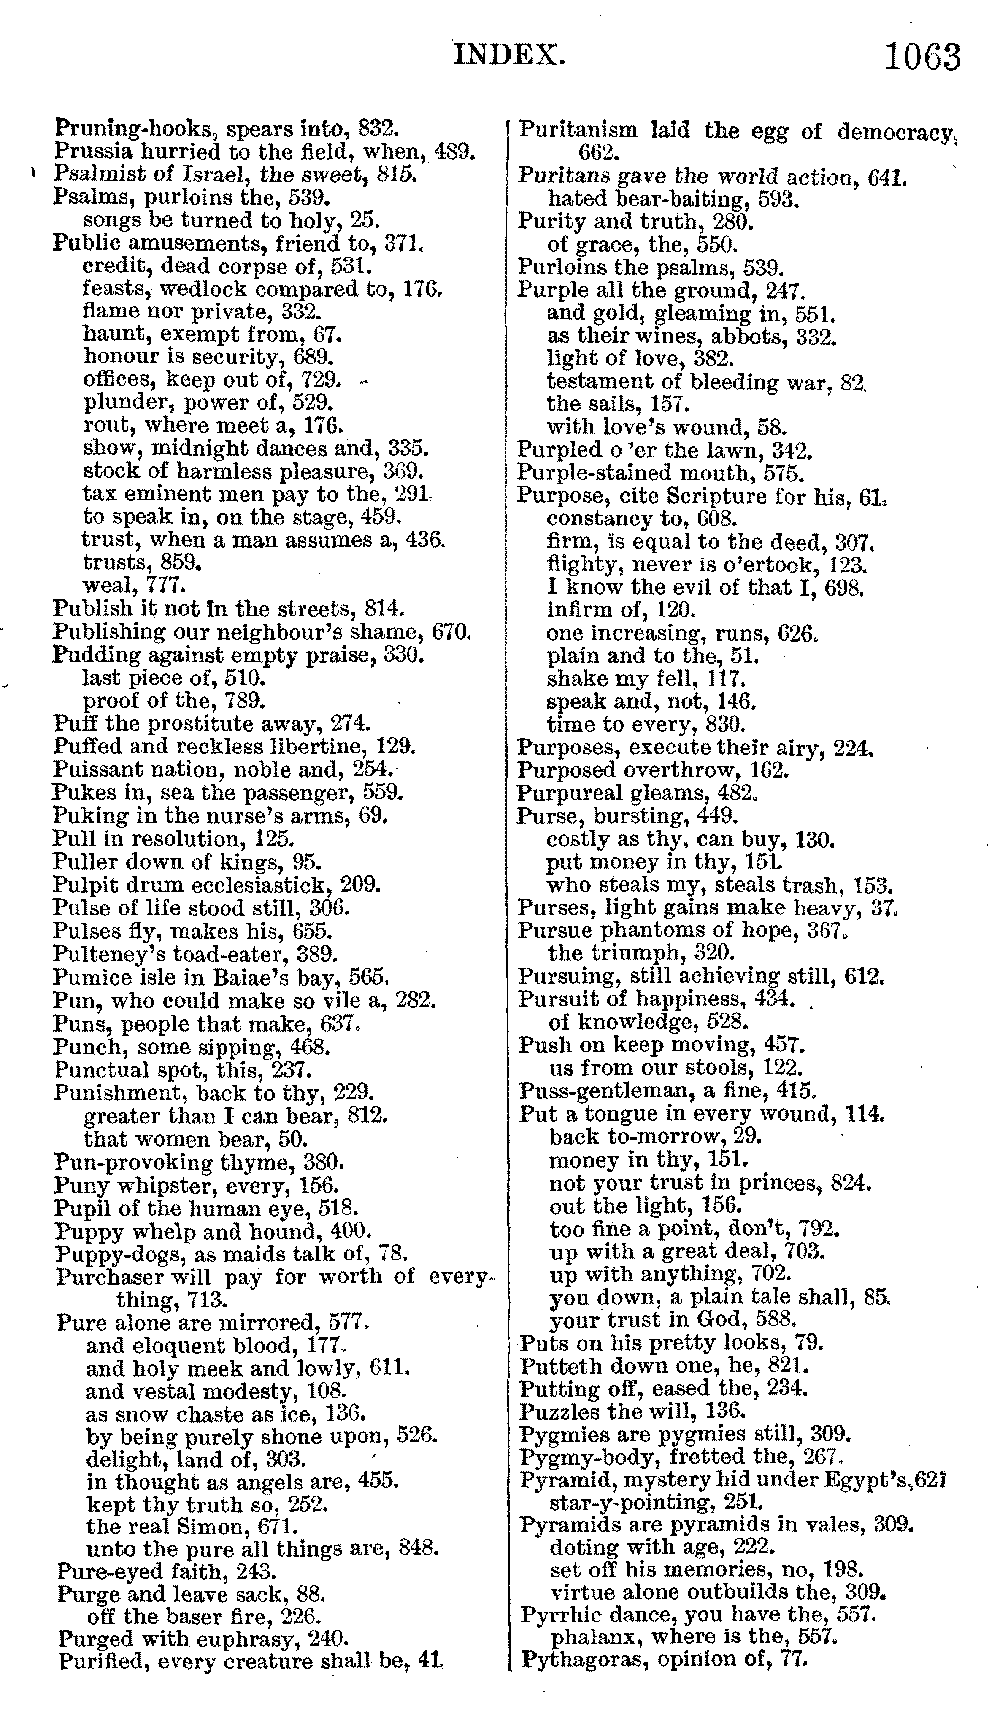 INDEX. 1063
Pruning-hooks, spears into, 832.
Prussia hurried to the field, when, 489.
Psalmist of Israel, the sweet, 815.
Psalms, purloins the, 539.
songs be turned to holy, 25.
Public amusements, friend to, 371.
credit, dead corpse of, 531.
feasts, wedlock compared to, 176.
flame nor private, 332.
haunt, exempt from, 67.
honour is security, 689.
offices, keep out of, 729.
plunder, power of, 529.
rout, where meet a, 176.
show, midnight dances and, 335.
stock of harmless pleasure, 369.
tax eminent men pay to the, 291.
to speak in, on the stage, 459.
trust, when a man assumes a, 436.
trusts, 859.
weal, 777.
Publish it not in the streets, 814.
Publishing our neighbour's shame, 670.
Pudding against empty praise, 330.
last piece of, 510.
proof of the, 789.
Puff the prostitute away, 274.
Puffed and reckless libertine, 129.
Puissant nation, noble and, 254.
Pukes in, sea the passenger, 559.
Puking in the nurse's arms, 69.
Pull in resolution, 125.
Puller down of kings, 95.
Pulpit drum ecclesiastick, 209.
Pulse of life stood still, 306.
Pulses fly, makes his, 655.
Pulteney's toad-eater, 389.
Pumice isle in Baiae's bay, 565.
Pun, who could make so vile a, 282.
Puns, people that make, 637.
Punch, some sipping, 468.
Punctual spot, this, 237.
Punishment, back to thy, 229.
greater than I can bear, 812.
that women bear, 50.
Pun-provoking thyme, 380.
Puny whipster, every, 156.
Pupil of the human eye, 518.
Puppy whelp and hound, 400.
Puppy-dogs, as maids talk of, 78.
Purchaser will pay for worth of every-
thing, 713.
Pure alone are mirrored, 577.
and eloquent blood, 177.
and holy meek and lowly, 611.
and vestal modesty, 108.
as snow chaste as ice, 136.
by being purely shone upon, 526.
delight, land of, 303.
in thought as angels are, 455.
kept thy truth so, 252.
the real Simon, 671.
unto the pure all things are, 848.
Pure-eyed faith, 243.
Purge and leave sack, 88.
off the baser fire, 226.
Purged with euphrasy, 240.
Purified, every creature shall be, 41.
Puritanism laid the egg of democracy,
662.
Puritans gave the world action, 641.
hated bear-baiting, 593.
Purity and truth, 280.
of grace, the, 550.
Purloins the psalms, 539.
Purple all the ground, 247.
and gold, gleaming in, 551.
as their wines, abbots, 332.
light of love, 382.
testament of bleeding war, 82.
the sails, 157.
with love's wound, 58.
Purpled o'er the lawn, 342.
Purple-stained mouth, 575.
Purpose, cite Scripture for his, 61.
constancy to, 608.
firm, is equal to the deed, 307.
flighty, never is o'ertook, 123.
I know the evil of that I, 698.
infirm of, 120.
one increasing, runs, 626.
plain and to the, 51.
shake my fell, 117.
speak and, not, 146.
time to every, 830.
Purposes, execute their airy, 224.
Purposed overthrow, 162.
Purpureal gleams, 482.
Purse, bursting, 449.
costly as thy, can buy, 130.
put money in thy, 151.
who steals my, steals trash, 153.
Purses, light gains make heavy, 37.
Pursue phantoms of hope, 367.
the triumph, 320.
Pursuing, still achieving still, 612.
Pursuit of happiness, 434.
of knowledge, 528.
Push on keep moving, 457.
us from our stools, 122.
Puss-gentleman, a fine, 415.
Put a tongue in every wound, 114.
back to-morrow, 29.
money in thy, 151.
not your trust in princes, 824.
out the light, 156.
too fine a point, don't, 792.
up with a great deal, 703.
up with anything, 702.
you down, a plain tale shall, 85.
your trust in God, 588.
Puts on his pretty looks, 79.
Putteth down one, he, 821.
Putting off, eased the, 234.
Puzzles the will, 136.
Pygmies are pygmies still, 309.
Pygmy-body, fretted the, 267.
Pyramid, mystery hid under Egypt's, 621
star-y-pointing, 251.
Pyramids are pyramids in vales, 309.
doting with age, 222.
set off his memories, no, 198.
virtue alone outbuilds the, 309.
Pyrrhic dance, you have the, 557.
phalanx, where is the, 557.
Pythagoras, opinion of, 77.